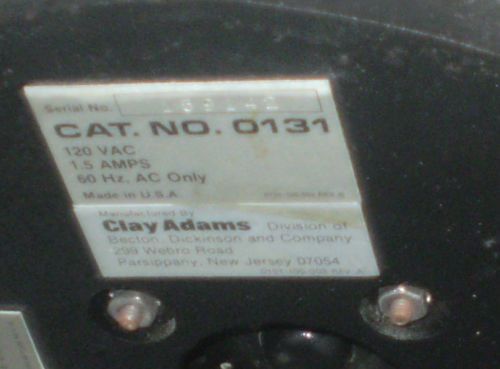 Serial No.
CAT. NO. 0131
120 VAC
1.5 AMPS
60 Hz, AC Only
Made in U.S.A.
Manufactured By
Clay Adams Division of
Becton, Dickinson and Company
299 Webro Road
Parsippany, New Jersey 07054